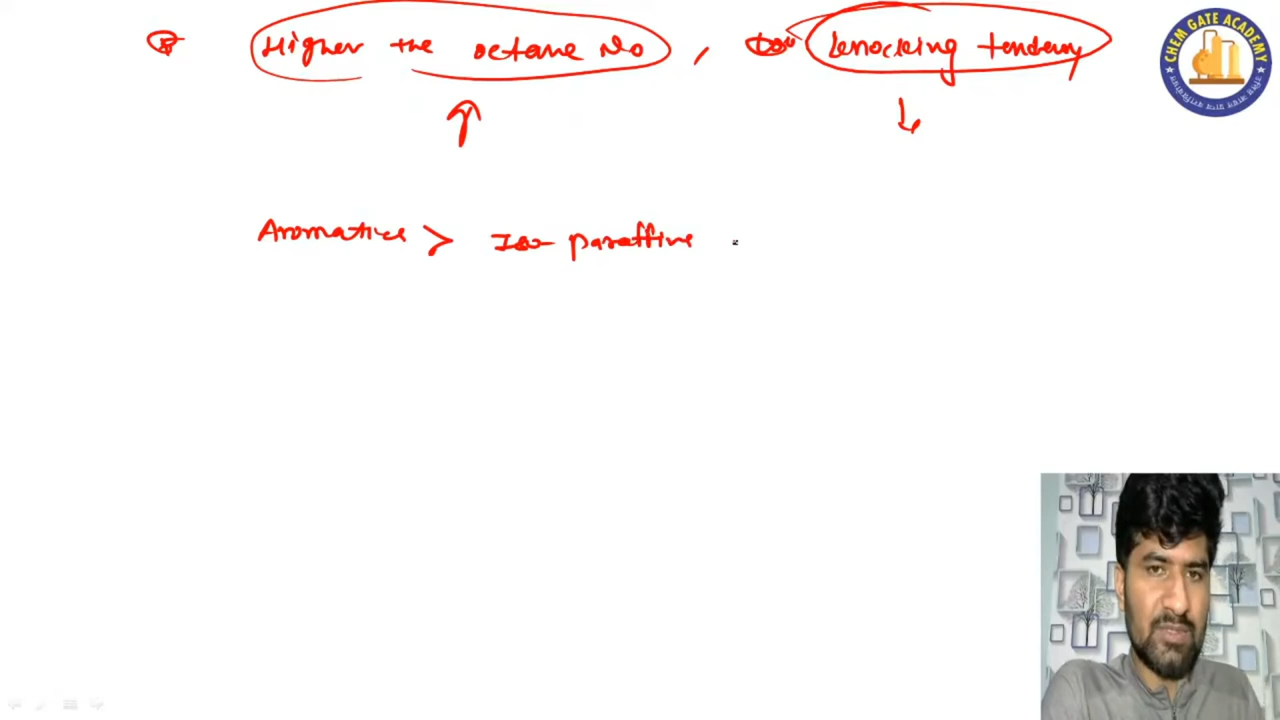 Higher the octane No , knocking tendency
CHEM GATE ACADEMY
Aromatics > Iso- paraffins